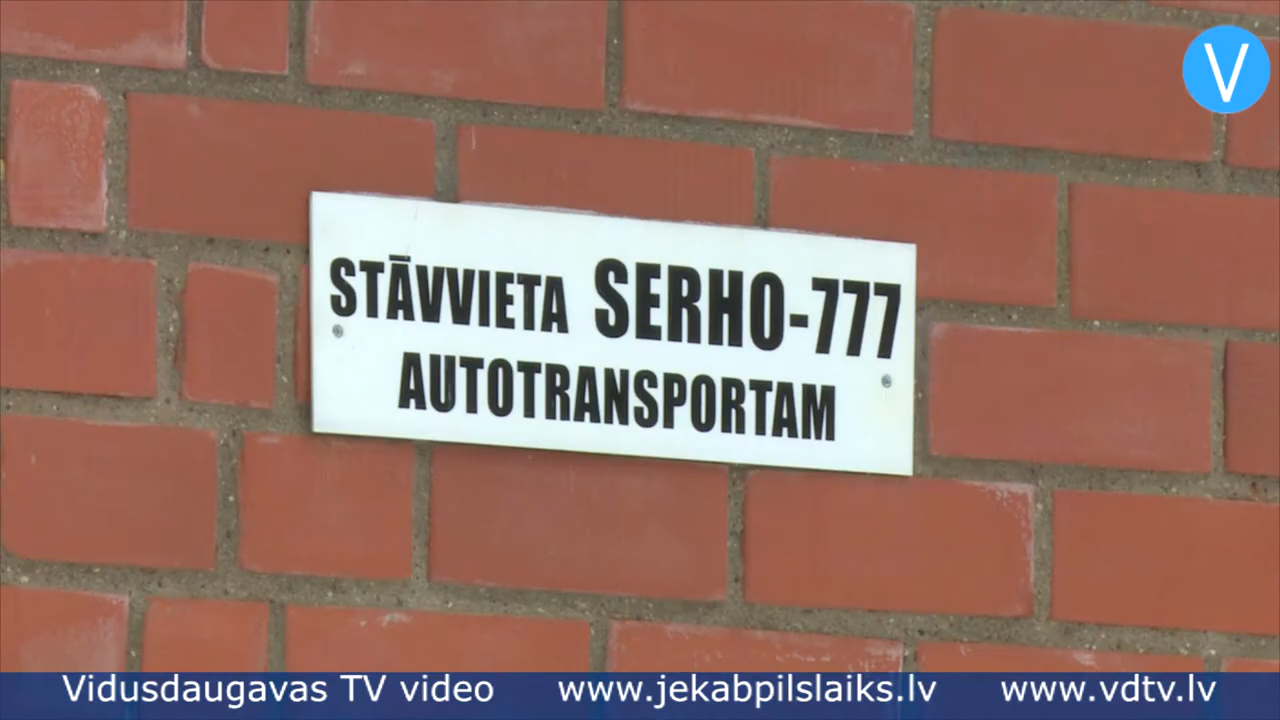 V
STĀVVIETA SERHO-777
AUTOTRANSPORTAM
Vidusdaugavas TV video www.jekabpilslaiks.lv www.vdtv.lv